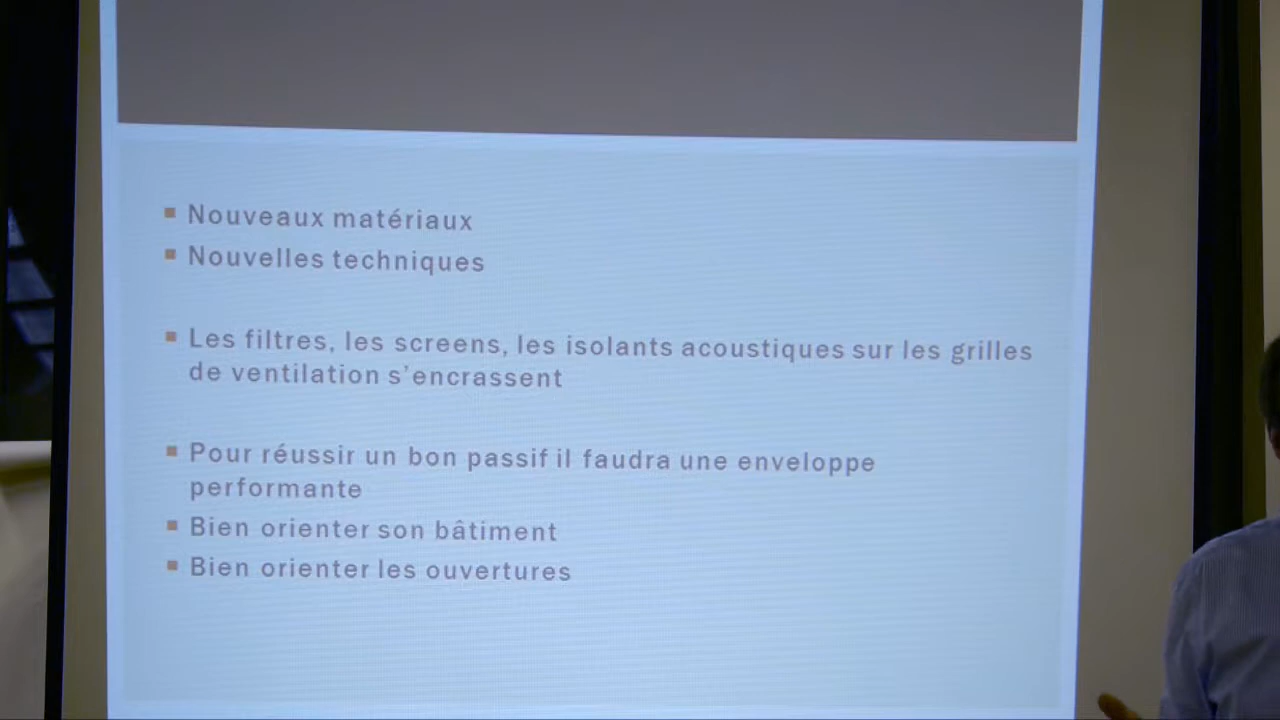 Nouveaux matériaux
Nouvelles techniques
Les filtres, les screens, les isolants acoustiques sur les grilles
de ventilation s'encrassent
Pour réussir un bon passif il faudra une enveloppe
performante
Bien orienter son bâtiment
Bien orienter les ouvertures